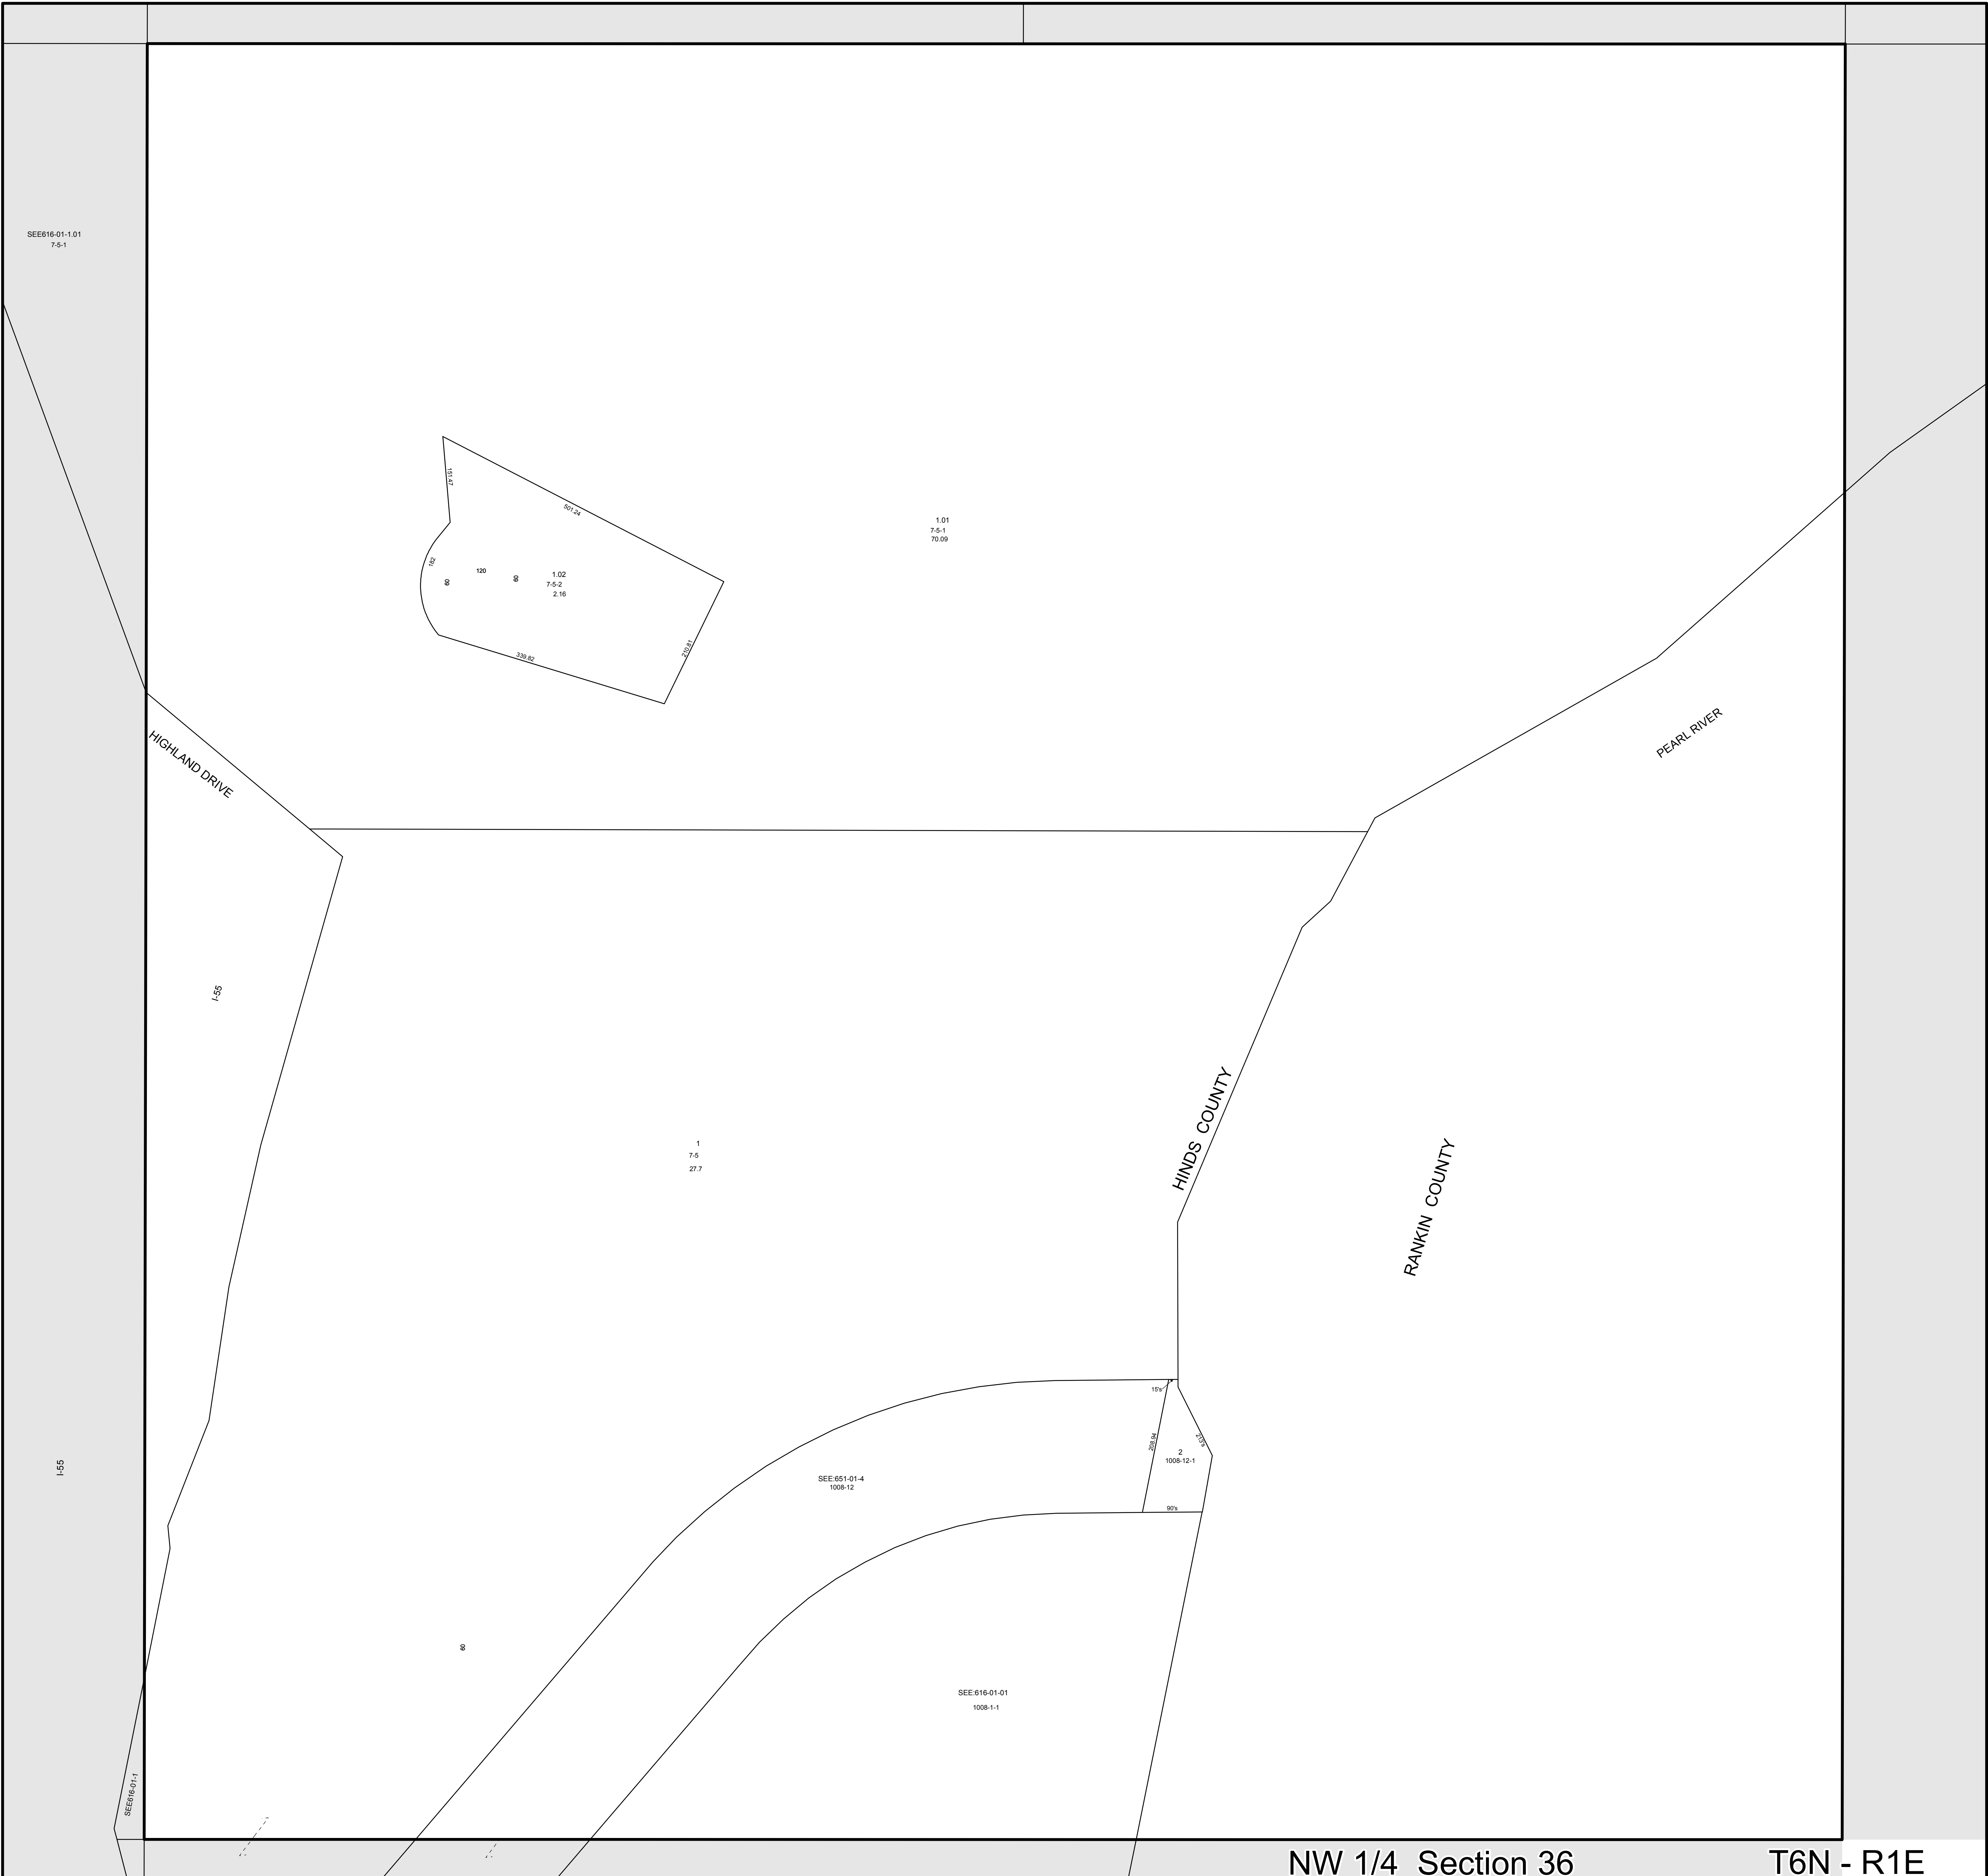 SEE616-01-1.01
7-5-1
151.47
501.24
1.01
7-5-1
70.09
182
60
120
60
1.02
7-5-2
2.16
339.82
210.81
HIGHLAND DRIVE
PEARL RIVER
I-55
HINDS COUNTY
RANKIN COUNTY
1
7-5
27.7
15's
208.94
213's
2
1008-12-1
I-55
SEE:651-01-4
1008-12
90's
60
SEE:616-01-01
1008-1-1
SEE616-01-1
NW 1/4 Section 36
T6N - R1E